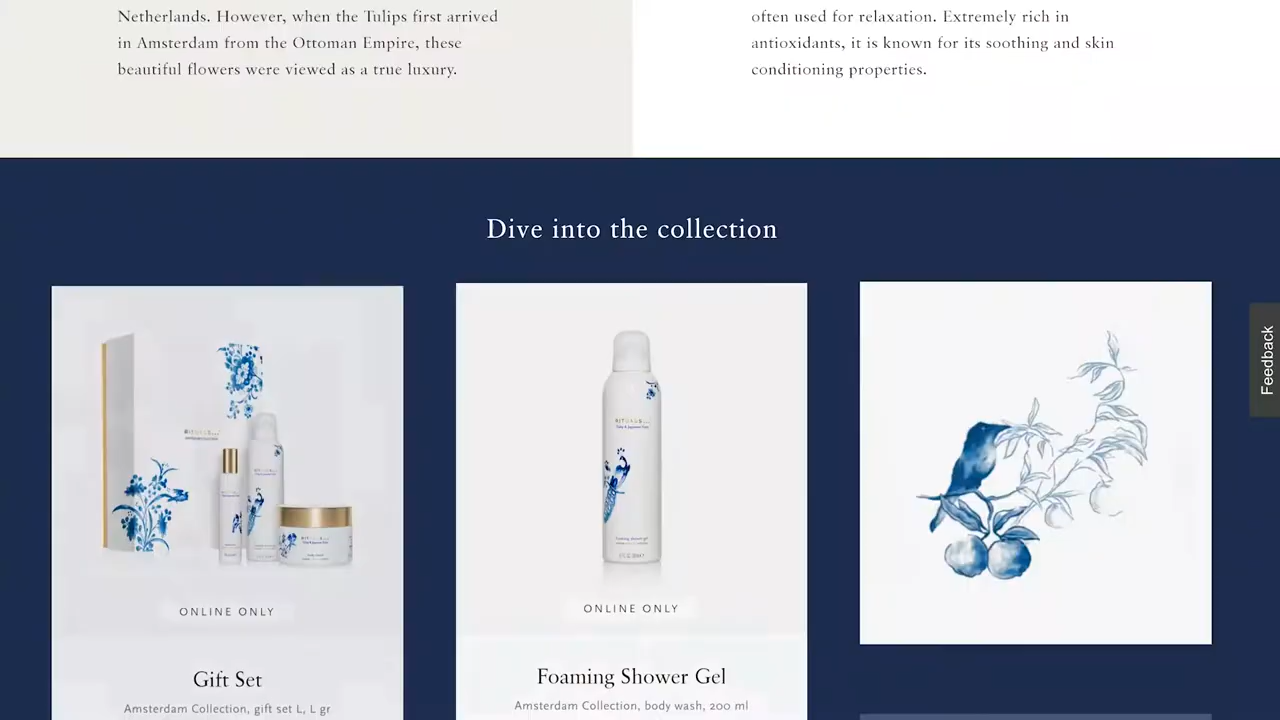 Netherlands. However, when the Tulips first arrived
in Amsterdam from the Ottoman Empire, these
beautiful flowers were viewed as a true luxury.
often used for relaxation. Extremely rich in
antioxidants, it is known for its soothing and skin
conditioning properties.
Dive into the collection
Feedback
RITUALS...
ONLINE ONLY
Gift Set
Amsterdam Collection, gift set L, L gr
RITUALS...
ONLINE ONLY
Foaming Shower Gel
Amsterdam Collection, body wash, 200 ml